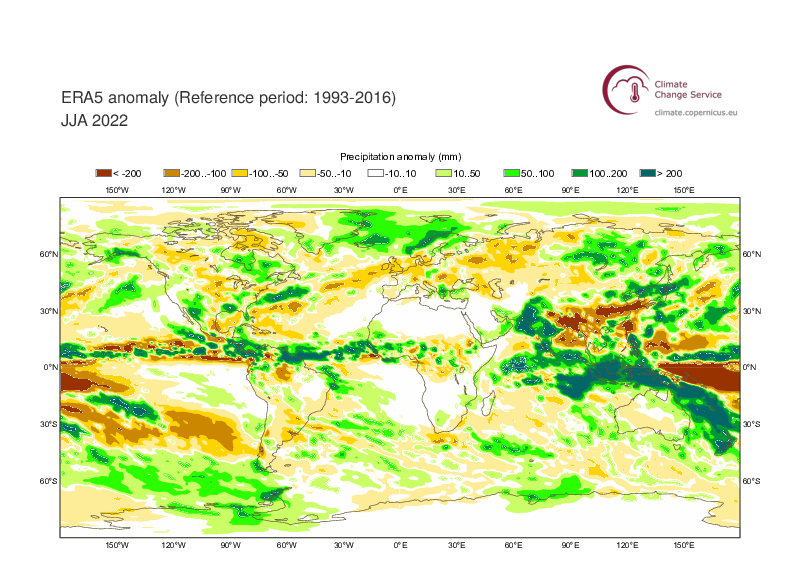 Climate
Change Service
climate.copernicus.eu
ERA5 anomaly (Reference period: 1993-2016)
JJA 2022
Precipitation anomaly (mm)
< -200 -200..-100 -100..-50 -50..-10 -10..10 10..50 50..100 100..200 > 200
150°W 120°W 90°W 60°W 30°W 0°E 30°E 60°E 90°E 120°E 150°E
60°N 60°N
30°N 30°N
0°N 0°N
30°S 30°S
60°S 60°S
150°W 120°W 90°W 60°W 30°W 0°E 30°E 60°E 90°E 120°E 150°E